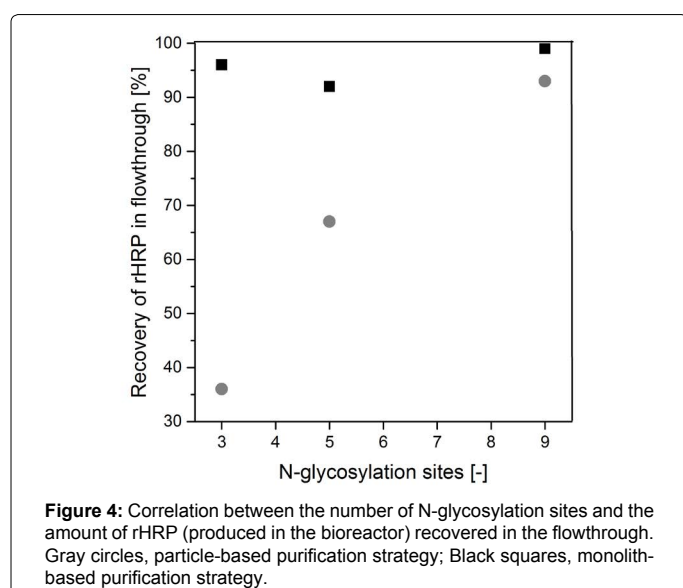 100
90
80
70
60
50
40
30
Recovery of rHRP in flowthrough [%]
3 4 5 6 7 8 9
N-glycosylation sites [-]
Figure 4: Correlation between the number of N-glycosylation sites and the
amount of rHRP (produced in the bioreactor) recovered in the flowthrough.
Gray circles, particle-based purification strategy; Black squares, monolith-
based purification strategy.